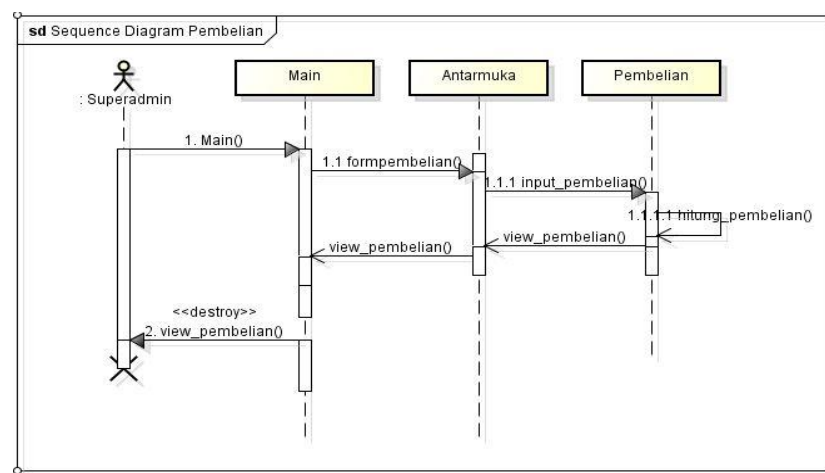 sd Sequence Diagram Pembelian
: Superadmin
Main
Antarmuka
Pembelian
1. Main()
1.1 formpembelian()
1.1.1 input_pembelian()
1.1.1.1 hitung_pembelian()
view_pembelian()
view_pembelian()
<<destroy>>
2. view_pembelian()